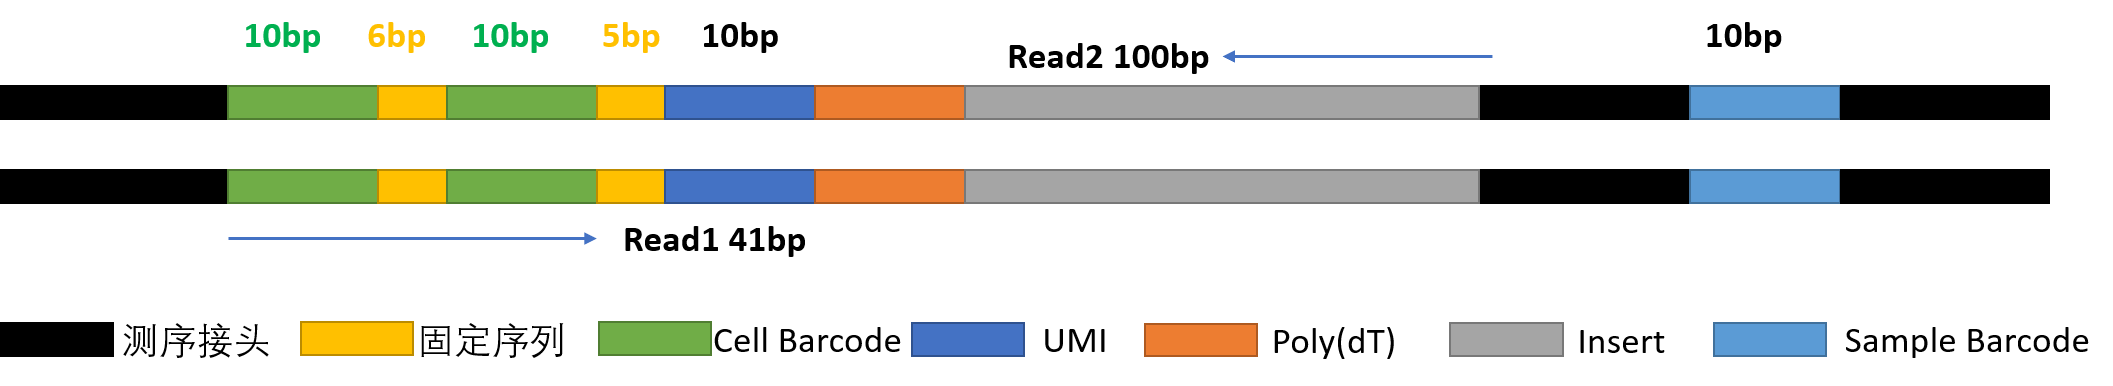 10bp 6bp 10bp 5bp 10bp 10bp
Read2 100bp
Read1 41bp
测序接头 固定序列 Cell Barcode UMI Poly(dT) Insert Sample Barcode